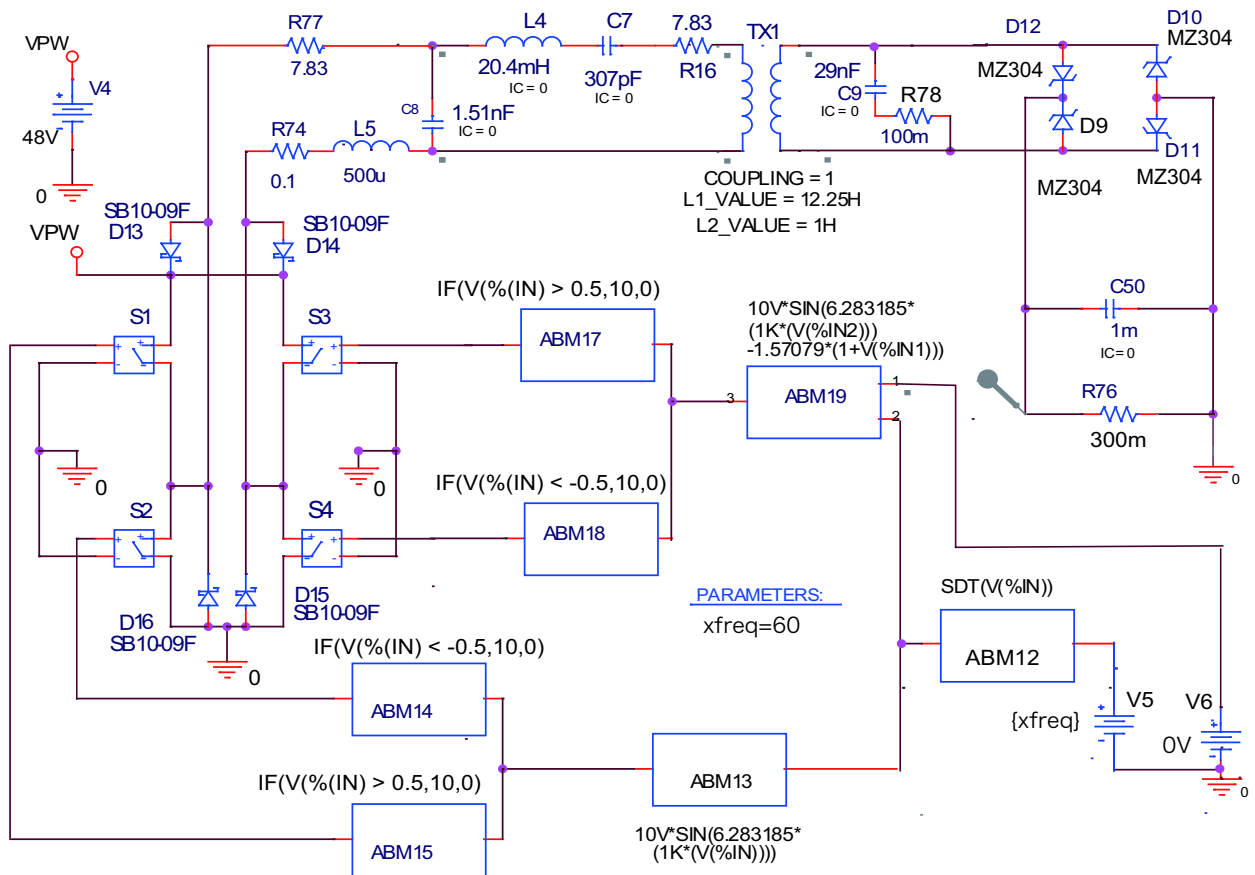 R77
7.83
L4
20.4mH
C7
307pF
IC = 0
7.83
R16
TX1
D12
D10
MZ304
MZ304
VPW
V4
48V
0
C8
1.51nF
IC = 0
29nF
C9
IC = 0
R78
100m
D9
D11
MZ304
MZ304
R74
0.1
L5
500u
COUPLING = 1
L1_VALUE = 12.25H
L2_VALUE = 1H
SB10-09F
D13
SB10-09F
D14
VPW
IF(V(%(IN) > 0.5,10,0)
ABM17
10V*SIN(6.283185*
(1K*(V(%IN2)))
-1.57079*(1+V(%IN1)))
ABM19
1
2
3
C50
1m
IC = 0
R76
300m
0
S1
S3
0
0
S2
S4
IF(V(%(IN) < -0.5,10,0)
ABM18
D16
SB10-09F
D15
SB10-09F
0
PARAMETERS:
xfreq=60
SDT(V(%IN))
ABM12
IF(V(%(IN) < -0.5,10,0)
ABM14
V5
{xfreq}
V6
0V
0
IF(V(%(IN) > 0.5,10,0)
ABM15
ABM13
10V*SIN(6.283185*
(1K*(V(%IN))))